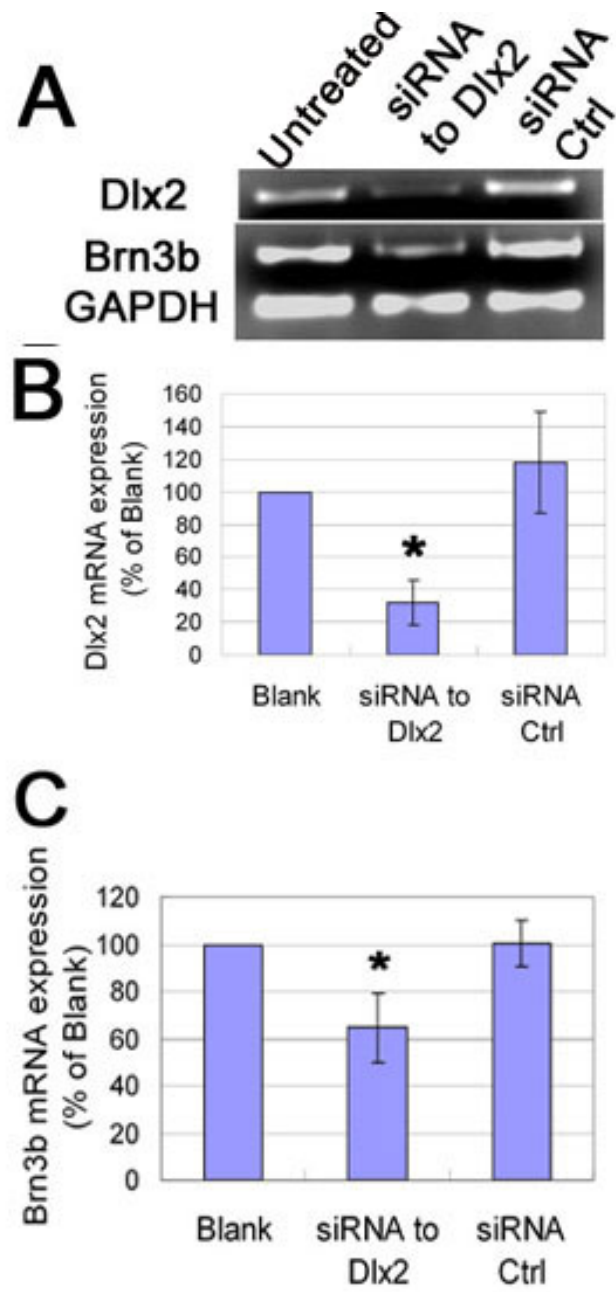 A
Untreated
siRNA
to Dlx2
siRNA
Ctrl
Dlx2
Brn3b
GAPDH
B
Dlx2 mRNA expression
(% of Blank)
160
140
120
100
80
60
40
20
0
*
Blank
siRNA to
Dlx2
siRNA
Ctrl
C
Brn3b mRNA expression
(% of Blank)
120
100
80
60
40
20
0
*
Blank
siRNA to
Dlx2
siRNA
Ctrl